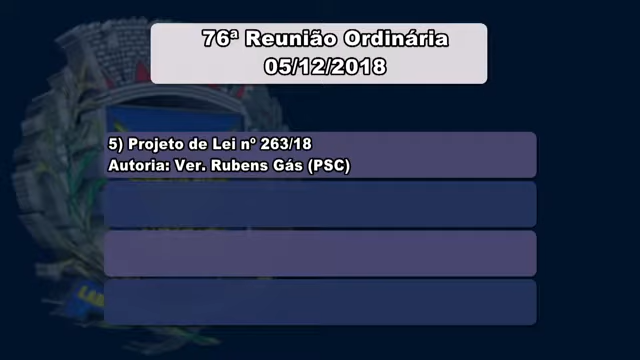 76ª Reunião Ordinária
05/12/2018
5) Projeto de Lei nº 263/18
Autoria: Ver. Rubens Gás (PSC)